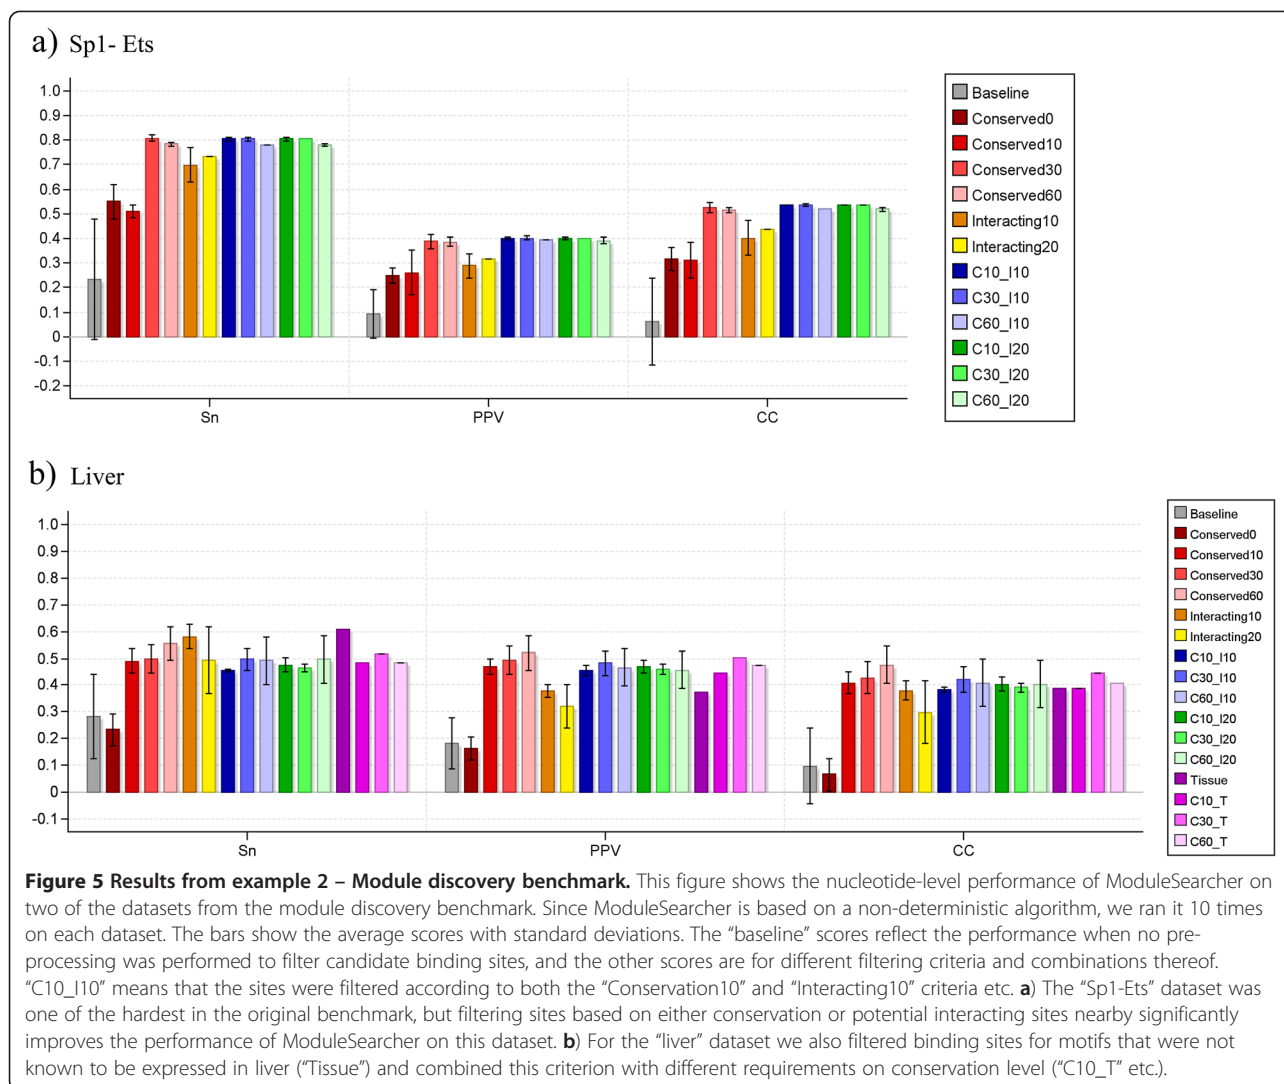 a) Sp1- Ets
1.0
0.9
0.8
0.7
0.6
0.5
0.4
0.3
0.2
0.1
0
-0.1
-0.2
Sn
PPV
CC
Baseline
Conserved0
Conserved10
Conserved30
Conserved60
Interacting10
Interacting20
C10_I10
C30_I10
C60_I10
C10_I20
C30_I20
C60_I20
b) Liver
1.0
0.9
0.8
0.7
0.6
0.5
0.4
0.3
0.2
0.1
0
-0.1
Sn
PPV
CC
Baseline
Conserved0
Conserved10
Conserved30
Conserved60
Interacting10
Interacting20
C10_I10
C30_I10
C60_I10
C10_I20
C30_I20
C60_I20
Tissue
C10_T
C30_T
C60_T
Figure 5 Results from example 2 – Module discovery benchmark. This figure shows the nucleotide-level performance of ModuleSearcher on
two of the datasets from the module discovery benchmark. Since ModuleSearcher is based on a non-deterministic algorithm, we ran it 10 times
on each dataset. The bars show the average scores with standard deviations. The “baseline” scores reflect the performance when no pre-
processing was performed to filter candidate binding sites, and the other scores are for different filtering criteria and combinations thereof.
“C10_I10” means that the sites were filtered according to both the “Conservation10” and “Interacting10” criteria etc. a) The “Sp1-Ets” dataset was
one of the hardest in the original benchmark, but filtering sites based on either conservation or potential interacting sites nearby significantly
improves the performance of ModuleSearcher on this dataset. b) For the “liver” dataset we also filtered binding sites for motifs that were not
known to be expressed in liver (“Tissue”) and combined this criterion with different requirements on conservation level (“C10_T” etc.).